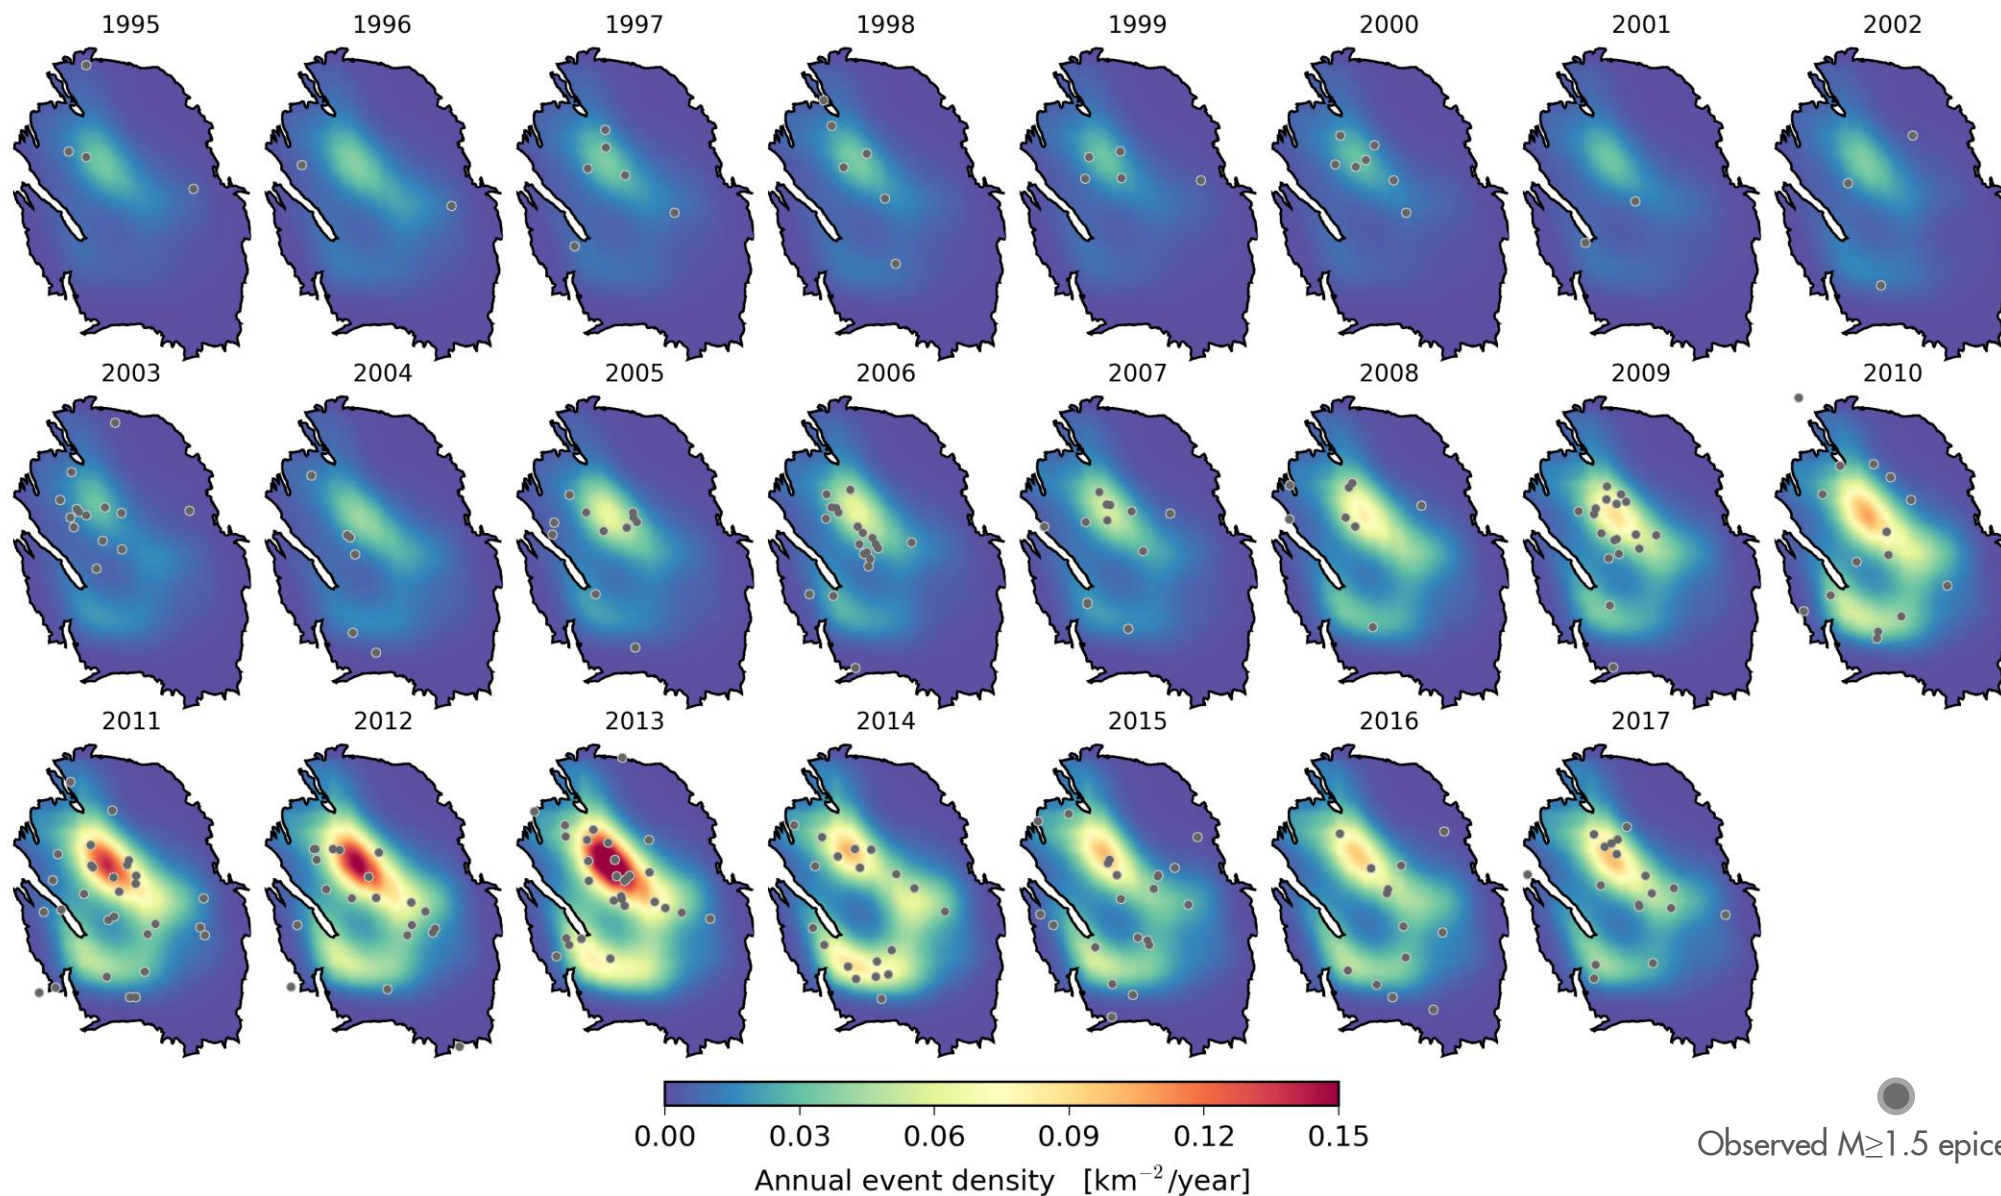 1995 1996 1997 1998 1999 2000 2001 2002
2003 2004 2005 2006 2007 2008 2009 2010
2011 2012 2013 2014 2015 2016 2017
0.00 0.03 0.06 0.09 0.12 0.15
Annual event density [km⁻²/year]
Observed M≥1.5 epice